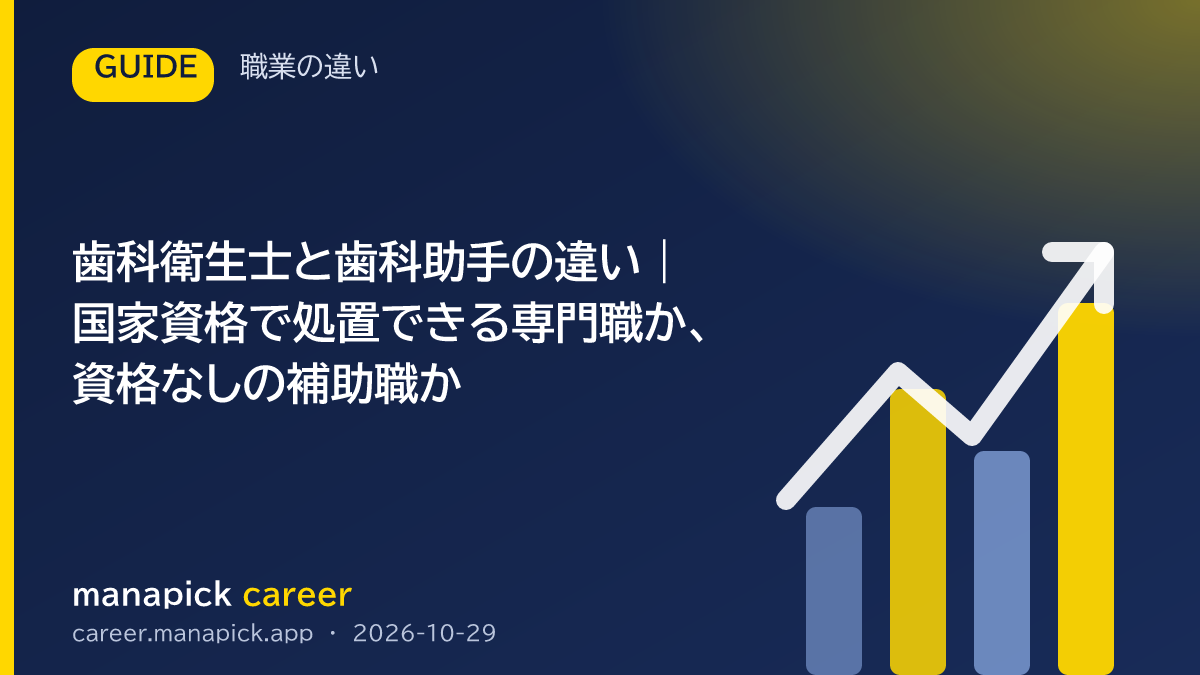 GUIDE 職業の違い
歯科衛生士と歯科助手の違い｜
国家資格で処置できる専門職か、
資格なしの補助職か
manapick career
career.manapick.app ・ 2026-10-29